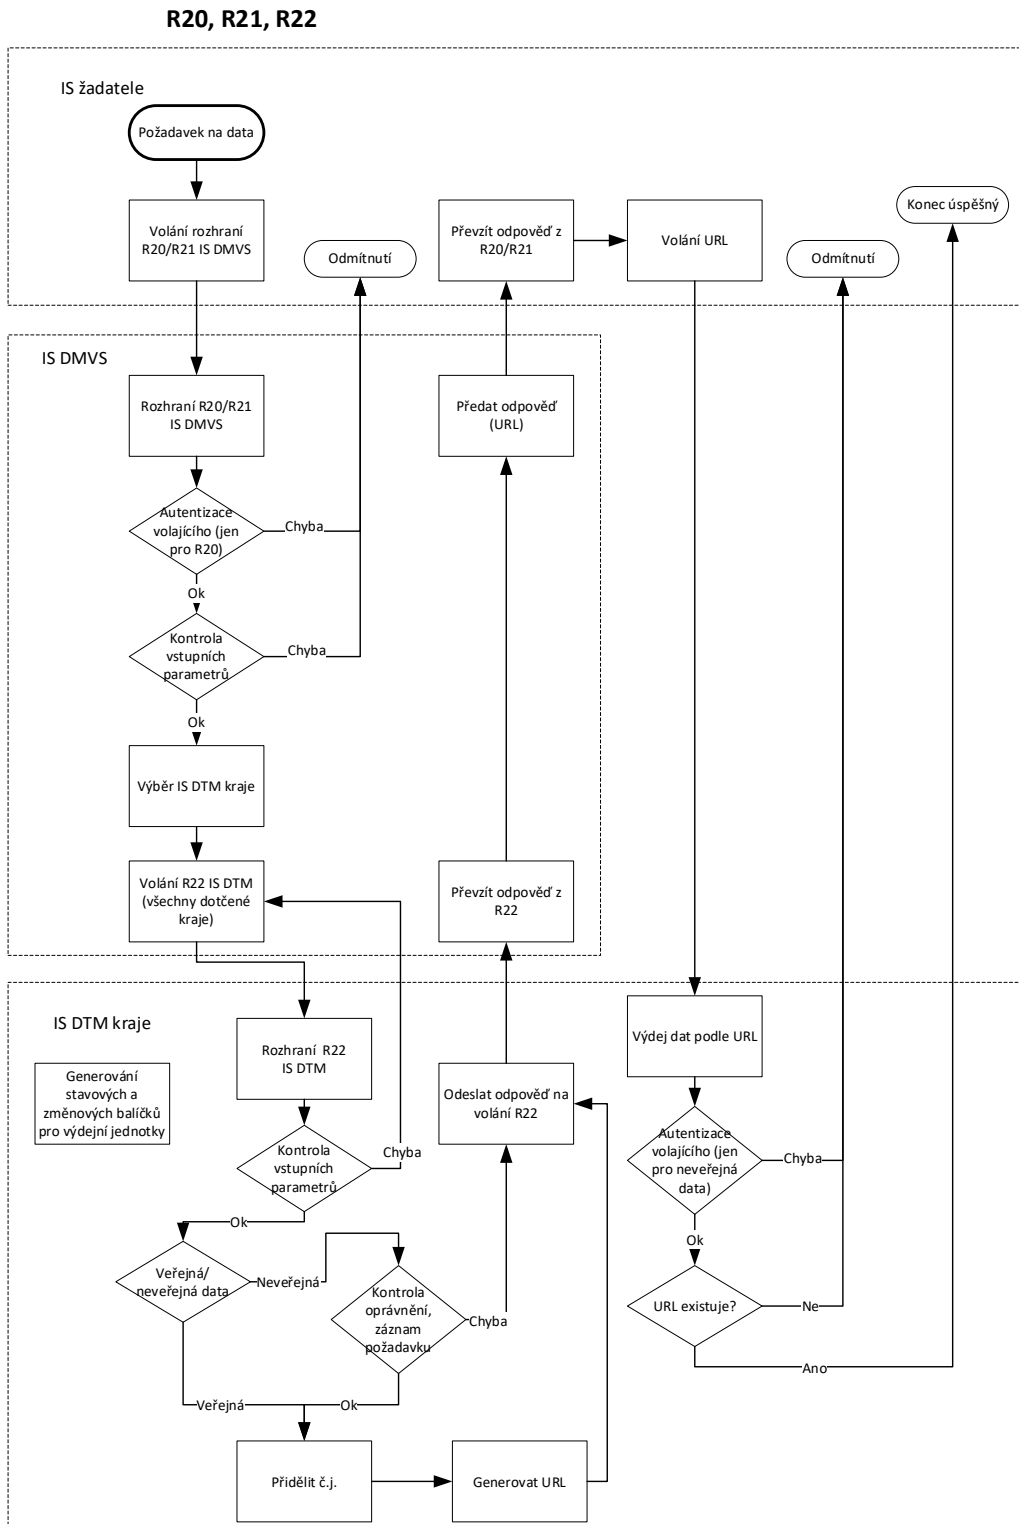 R20, R21, R22
IS žadatele
Požadavek na data
Volání rozhraní
R20/R21 IS DMVS
Odmítnutí
Převzít odpověď z
R20/R21
Volání URL
Odmítnutí
Konec úspěšný
IS DMVS
Rozhraní R20/R21
IS DMVS
Předat odpověď
(URL)
Autentizace
volajícího (jen
pro R20)
Chyba
Ok
Kontrola
vstupních
parametrů
Chyba
Ok
Výběr IS DTM kraje
Volání R22 IS DTM
(všechny dotčené
kraje)
Převzít odpověď z
R22
IS DTM kraje
Generování
stavových a
změnových balíčků
pro výdejní jednotky
Rozhraní R22
IS DTM
Odeslat odpověď na
volání R22
Výdej dat podle URL
Kontrola
vstupních
parametrů
Chyba
Ok
Autentizace
volajícího (jen
pro neveřejná
data)
Chyba
Ok
Veřejná/
neveřejná data
Neveřejná
Kontrola
oprávnění,
záznam
požadavku
Chyba
URL existuje?
Ne
Ano
Veřejná
Ok
Přidělit č.j.
Generovat URL